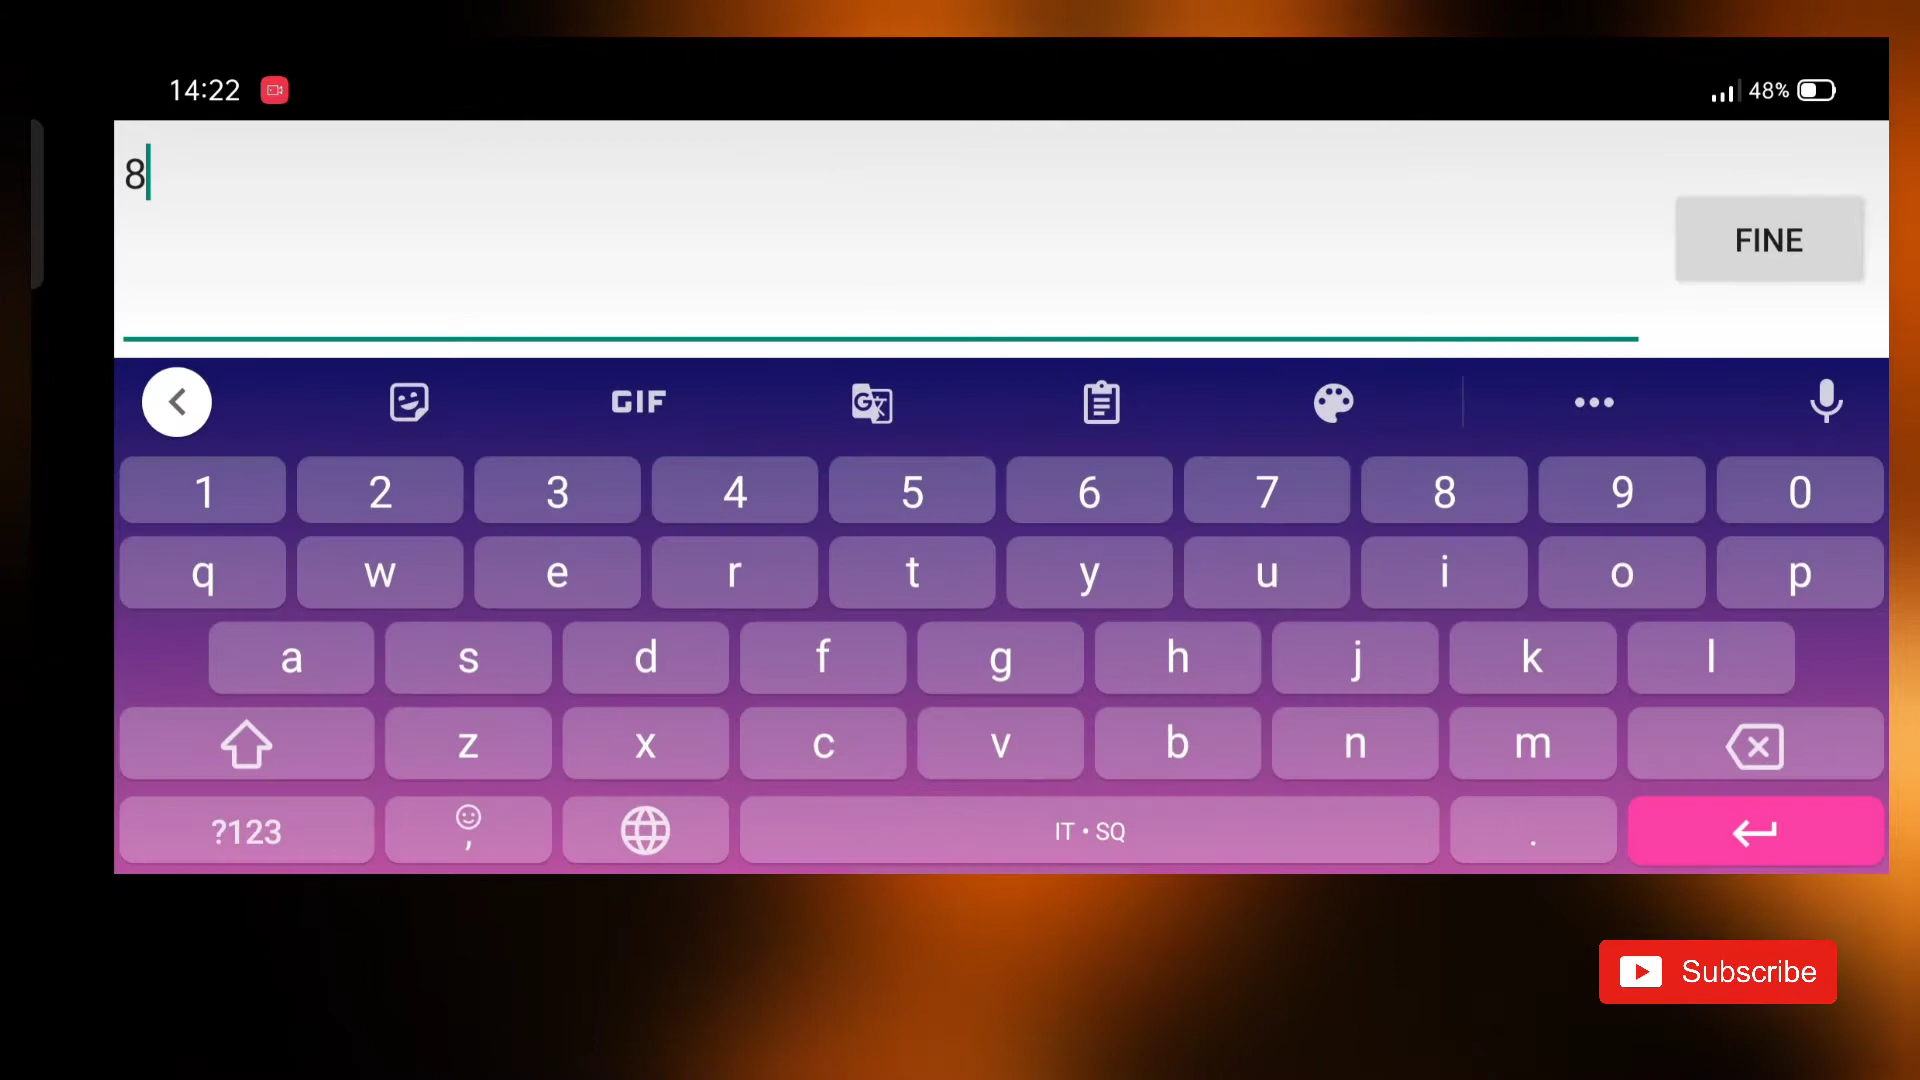 14:22 48%
8
FINE
GIF
1 2 3 4 5 6 7 8 9 0
q w e r t y u i o p
a s d f g h j k l
z x c v b n m
?123 , IT • SQ .
Subscribe